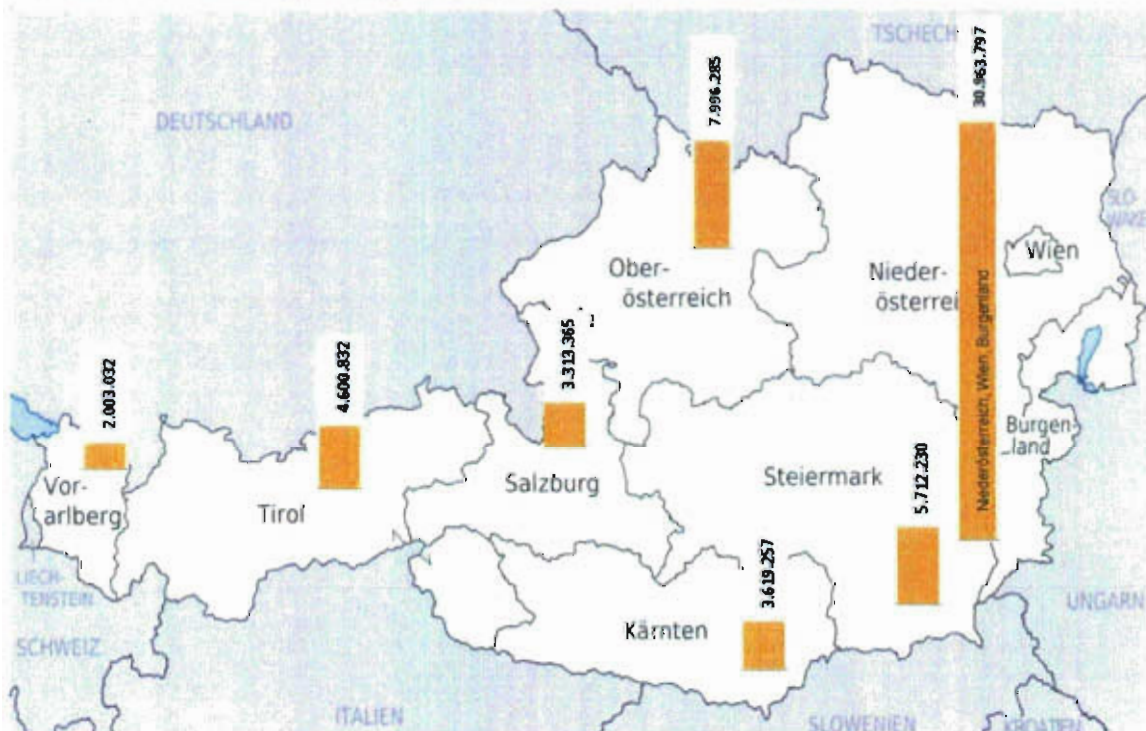 TSCHECH
DEUTSCHLAND
7.996.285
30.963.797
SLO-
Wien
Ober-
österreich
Nieder-
österrei
Nederösterreich, Wien, Burgenland
3.313.365
4.600.832
2.003.032
Burgen-
land
Vor-
arlberg
Tirol
Salzburg
Steiermark
5.712.230
3.619.257
Kärnten
LIECH-
TENSTEIN
SCHWEIZ
UNGARN
ITALIEN
SLOWENIEN
KROATIEN